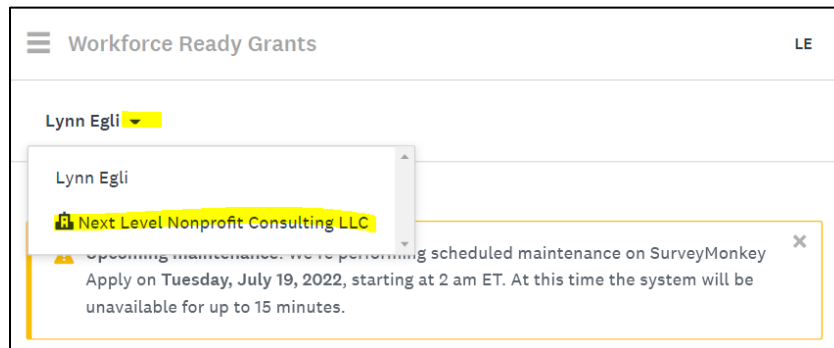 Workforce Ready Grants
LE
Lynn Egli
Lynn Egli
Next Level Nonprofit Consulting LLC
Upcoming maintenance: We're performing scheduled maintenance on SurveyMonkey
Apply on Tuesday, July 19, 2022, starting at 2 am ET. At this time the system will be
unavailable for up to 15 minutes.